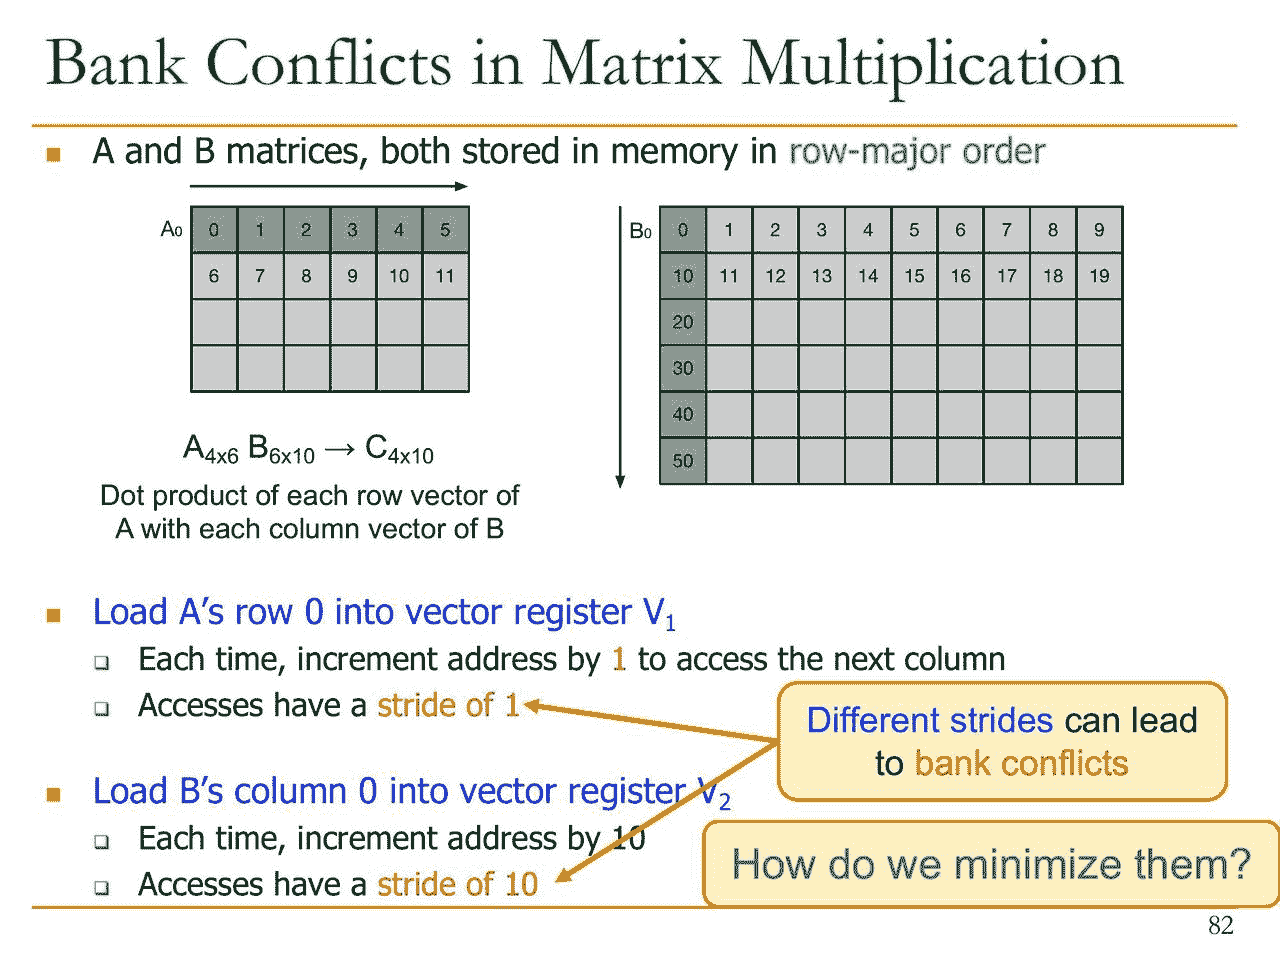 Bank Conflicts in Matrix Multiplication
■ A and B matrices, both stored in memory in row-major order
A0 0 1 2 3 4 5
6 7 8 9 10 11
B0 0 1 2 3 4 5 6 7 8 9
10 11 12 13 14 15 16 17 18 19
20
30
40
50
A4x6 B6x10 → C4x10
Dot product of each row vector of
A with each column vector of B
■ Load A’s row 0 into vector register V1
❑ Each time, increment address by 1 to access the next column
❑ Accesses have a stride of 1
■ Load B’s column 0 into vector register V2
❑ Each time, increment address by 10
❑ Accesses have a stride of 10
Different strides can lead
to bank conflicts
How do we minimize them?
82